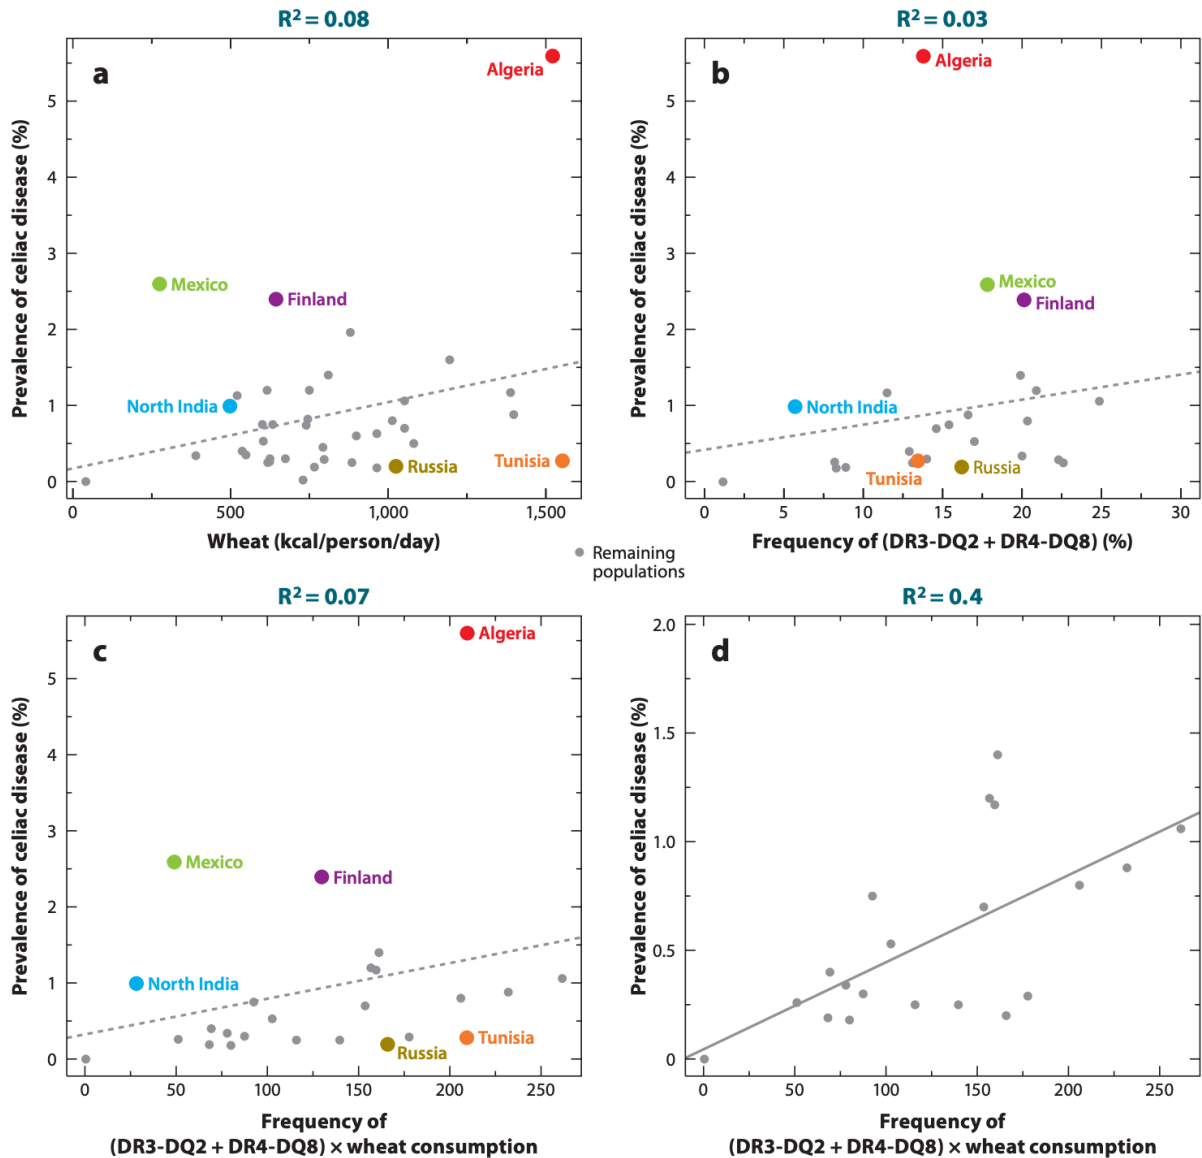 R² = 0.08
a
Algeria
Mexico
Finland
North India
Russia
Tunisia
Prevalence of celiac disease (%)
0
1
2
3
4
5
0
500
1,000
1,500
Wheat (kcal/person/day)
R² = 0.03
b
Algeria
Mexico
Finland
North India
Russia
Tunisia
Prevalence of celiac disease (%)
0
1
2
3
4
5
0
5
10
15
20
25
30
Frequency of (DR3-DQ2 + DR4-DQ8) (%)
Remaining
populations
R² = 0.07
c
Algeria
Mexico
Finland
North India
Russia
Tunisia
Prevalence of celiac disease (%)
0
1
2
3
4
5
0
50
100
150
200
250
Frequency of
(DR3-DQ2 + DR4-DQ8) × wheat consumption
R² = 0.4
d
Prevalence of celiac disease (%)
0
0.5
1.0
1.5
2.0
0
50
100
150
200
250
Frequency of
(DR3-DQ2 + DR4-DQ8) × wheat consumption